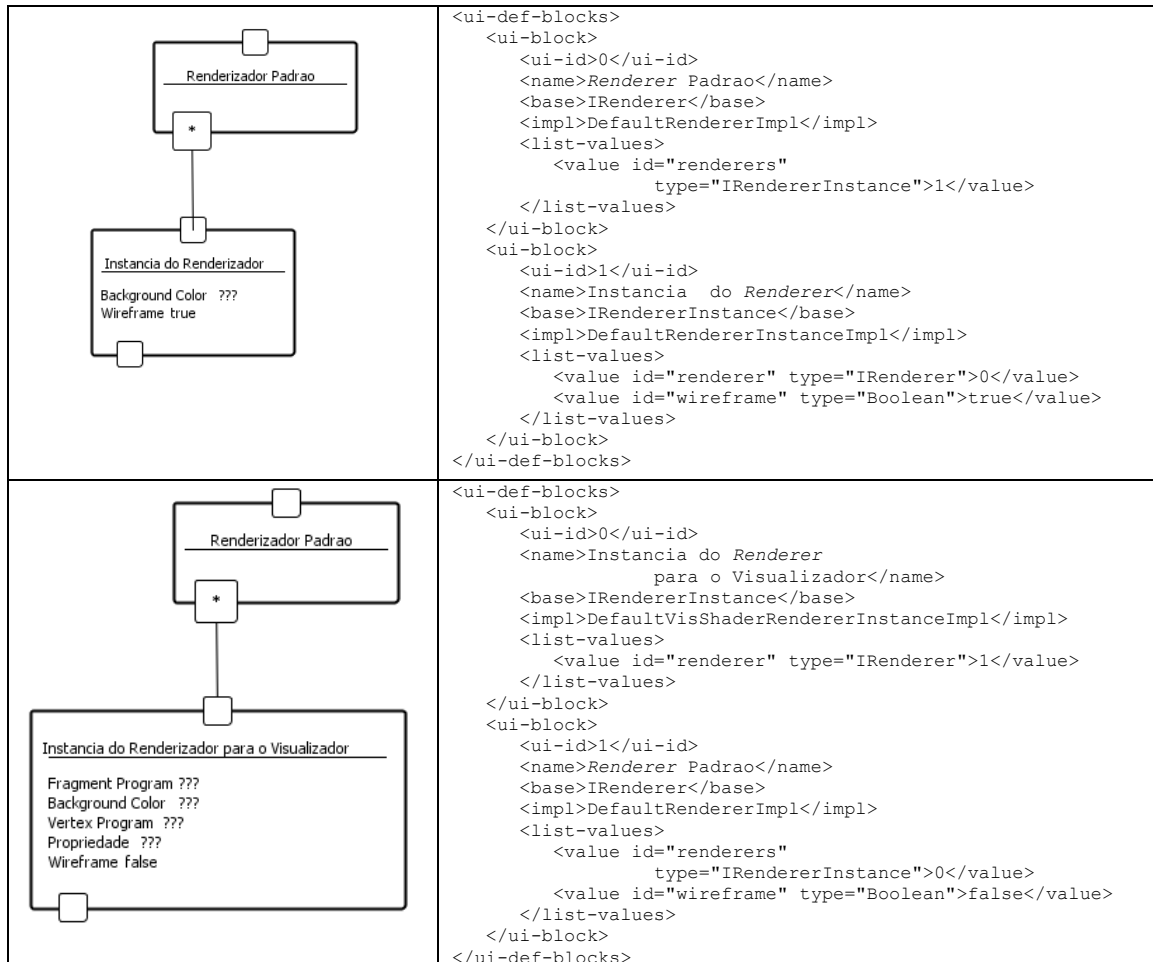 Renderizador Padrao
*
Instancia do Renderizador
Background Color ???
Wireframe true
<ui-def-blocks>
<ui-block>
<ui-id>0</ui-id>
<name>Renderer Padrao</name>
<base>IRenderer</base>
<impl>DefaultRendererImpl</impl>
<list-values>
<value id="renderers"
type="IRendererInstance">1</value>
</list-values>
</ui-block>
<ui-block>
<ui-id>1</ui-id>
<name>Instancia  do Renderer</name>
<base>IRendererInstance</base>
<impl>DefaultRendererInstanceImpl</impl>
<list-values>
<value id="renderer" type="IRenderer">0</value>
<value id="wireframe" type="Boolean">true</value>
</list-values>
</ui-block>
</ui-def-blocks>
Renderizador Padrao
*
Instancia do Renderizador para o Visualizador
Fragment Program ???
Background Color ???
Vertex Program ???
Propriedade ???
Wireframe false
<ui-def-blocks>
<ui-block>
<ui-id>0</ui-id>
<name>Instancia do Renderer
para o Visualizador</name>
<base>IRendererInstance</base>
<impl>DefaultVisShaderRendererInstanceImpl</impl>
<list-values>
<value id="renderer" type="IRenderer">1</value>
</list-values>
</ui-block>
<ui-block>
<ui-id>1</ui-id>
<name>Renderer Padrao</name>
<base>IRenderer</base>
<impl>DefaultRendererImpl</impl>
<list-values>
<value id="renderers"
type="IRendererInstance">0</value>
<value id="wireframe" type="Boolean">false</value>
</list-values>
</ui-block>
</ui-def-blocks>